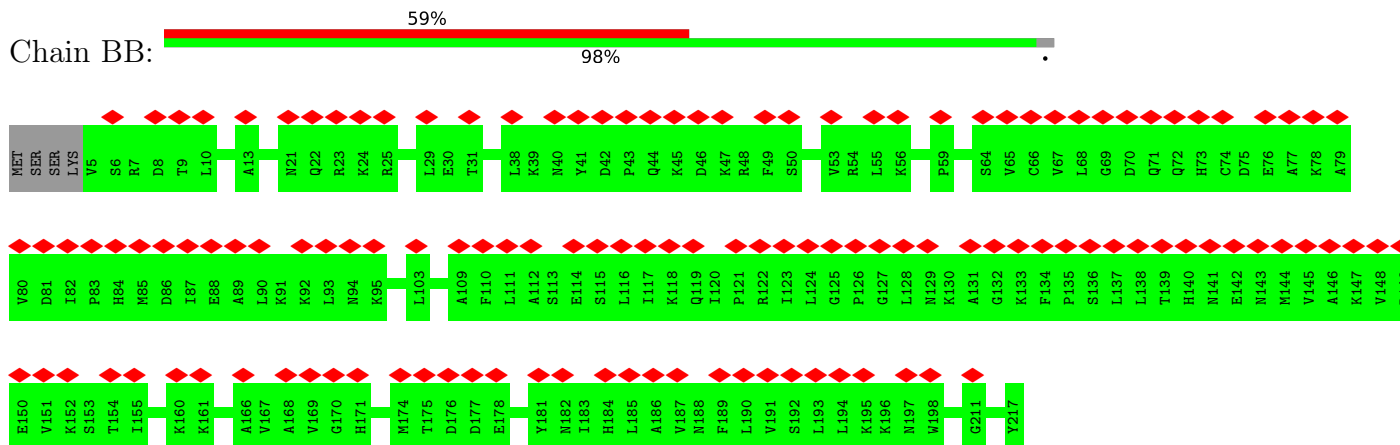 59%
Chain BB:
98%
.
MET SER SER LYS V5 S6 R7 D8 T9 L10 A13 N21 Q22 R23 K24 R25 L29 E30 T31 L38 K39 N40 Y41 D42 P43 Q44 K45 D46 K47 R48 F49 S50 V53 R54 L55 K56 P59 S64 V65 C66 V67 L68 G69 D70 Q71 Q72 H73 C74 D75 E76 A77 K78 A79
V80 D81 I82 P83 H84 M85 D86 I87 E88 A89 L90 K91 K92 L93 N94 K95 L103 A109 F110 L111 A112 S113 E114 S115 L116 I117 K118 Q119 I120 P121 R122 I123 L124 G125 P126 G127 L128 N129 K130 A131 G132 K133 F134 P135 S136 L137 L138 T139 H140 N141 E142 N143 M144 V145 A146 K147 V148
E150 V151 K152 S153 T154 I155 K160 K161 A166 V167 A168 V169 G170 H171 M174 T175 D176 D177 E178 Y181 N182 I183 H184 L185 A186 V187 N188 F189 L190 V191 S192 L193 L194 K195 K196 N197 W198 G211 Y217